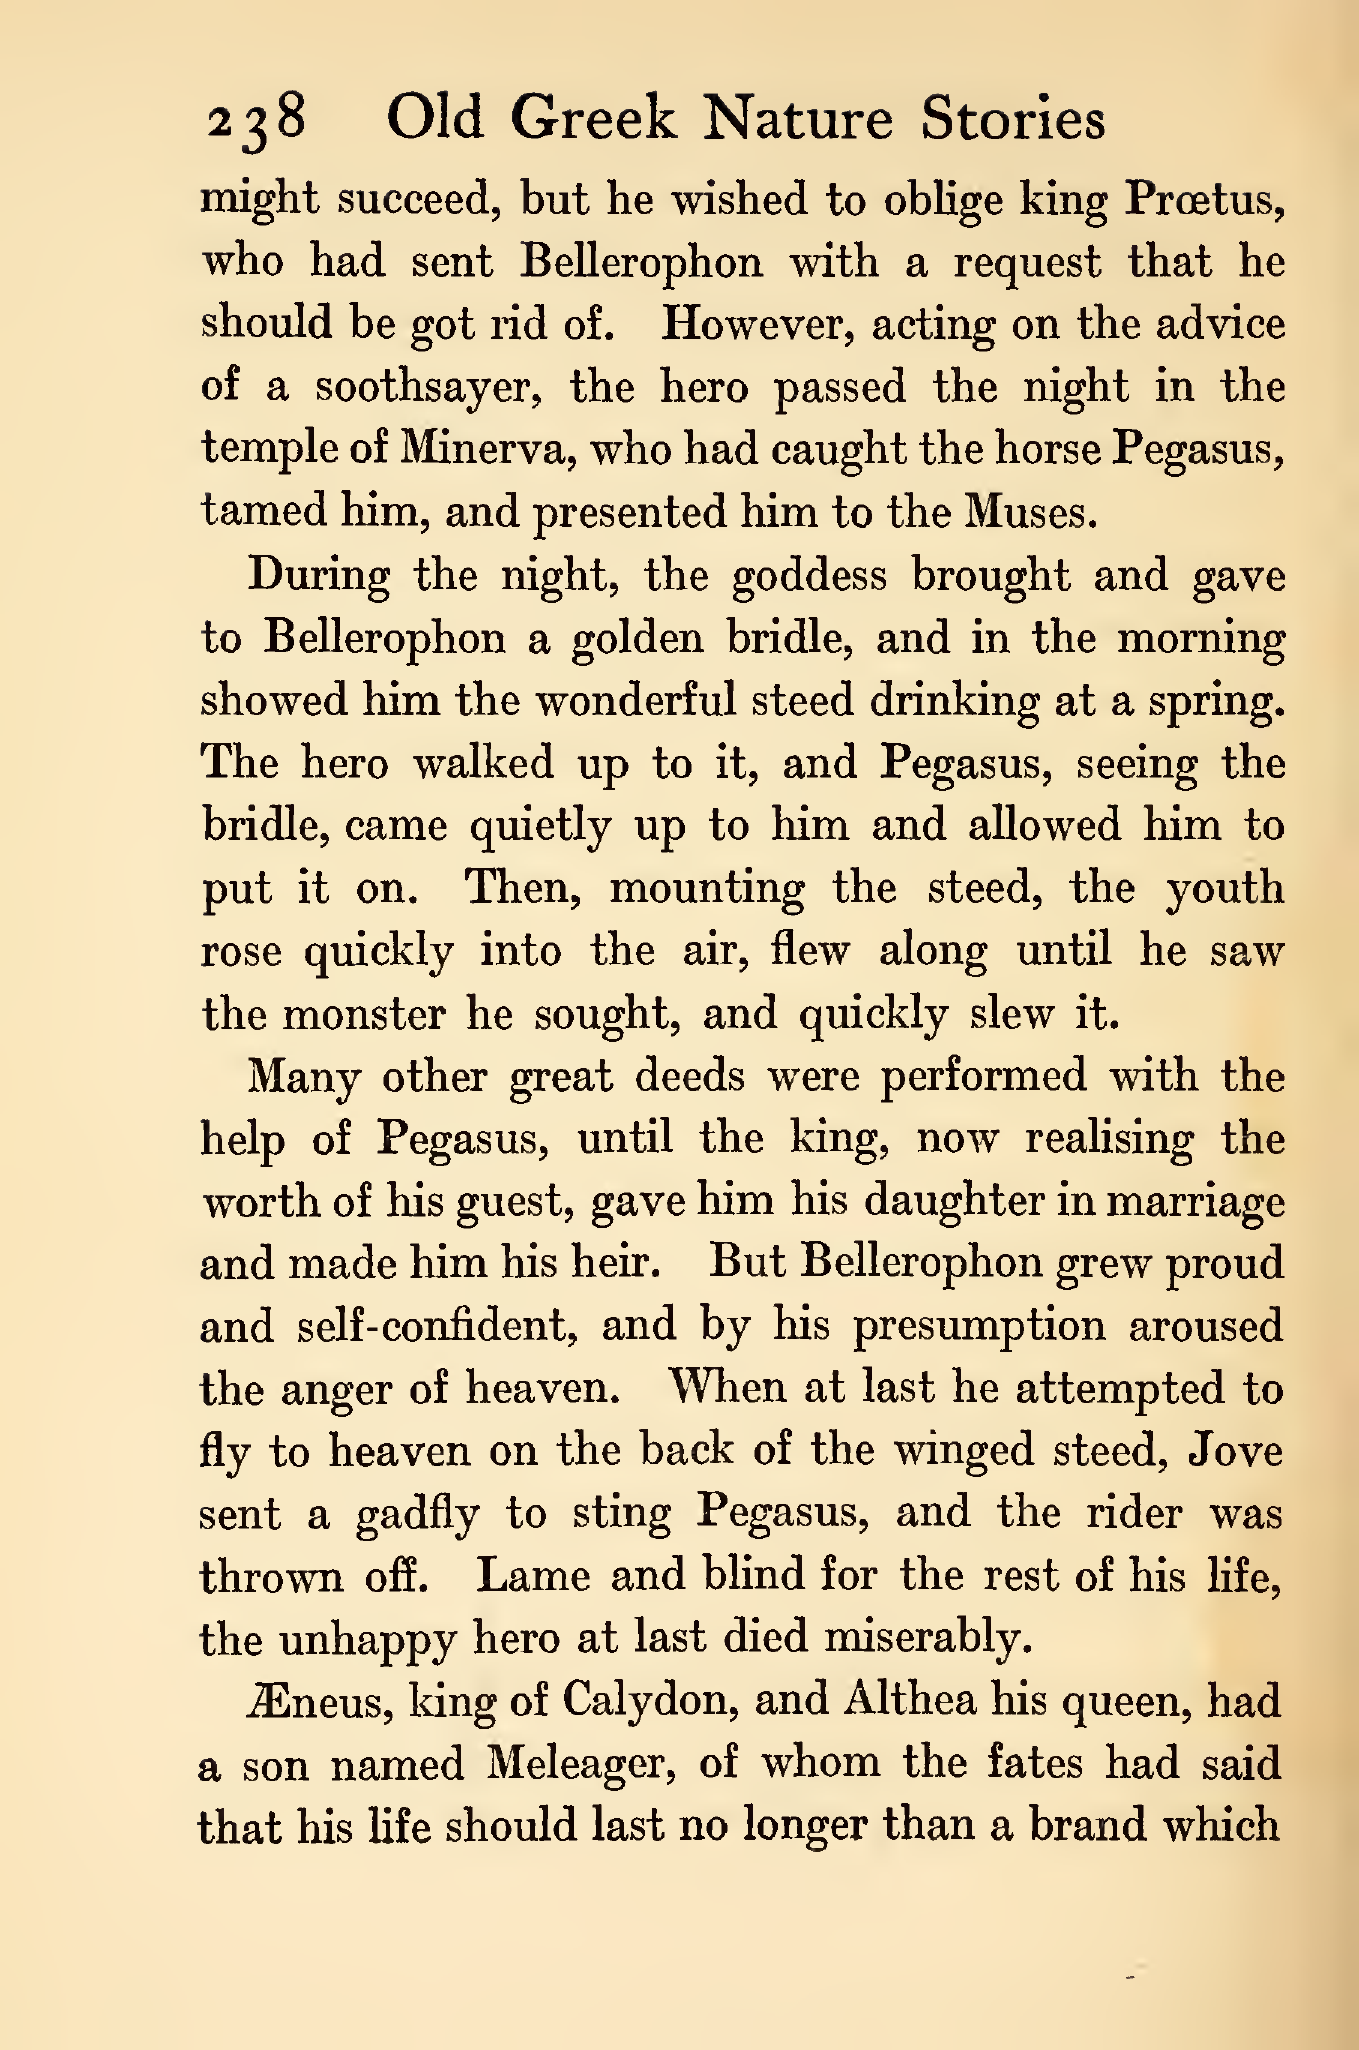 238 Old Greek Nature Stories
might succeed, but he wished to oblige king Prœtus,
who had sent Bellerophon with a request that he
should be got rid of. However, acting on the advice
of a soothsayer, the hero passed the night in the
temple of Minerva, who had caught the horse Pegasus,
tamed him, and presented him to the Muses.
During the night, the goddess brought and gave
to Bellerophon a golden bridle, and in the morning
showed him the wonderful steed drinking at a spring.
The hero walked up to it, and Pegasus, seeing the
bridle, came quietly up to him and allowed him to
put it on. Then, mounting the steed, the youth
rose quickly into the air, flew along until he saw
the monster he sought, and quickly slew it.
Many other great deeds were performed with the
help of Pegasus, until the king, now realising the
worth of his guest, gave him his daughter in marriage
and made him his heir. But Bellerophon grew proud
and self-confident, and by his presumption aroused
the anger of heaven. When at last he attempted to
fly to heaven on the back of the winged steed, Jove
sent a gadfly to sting Pegasus, and the rider was
thrown off. Lame and blind for the rest of his life,
the unhappy hero at last died miserably.
Æneus, king of Calydon, and Althea his queen, had
a son named Meleager, of whom the fates had said
that his life should last no longer than a brand which